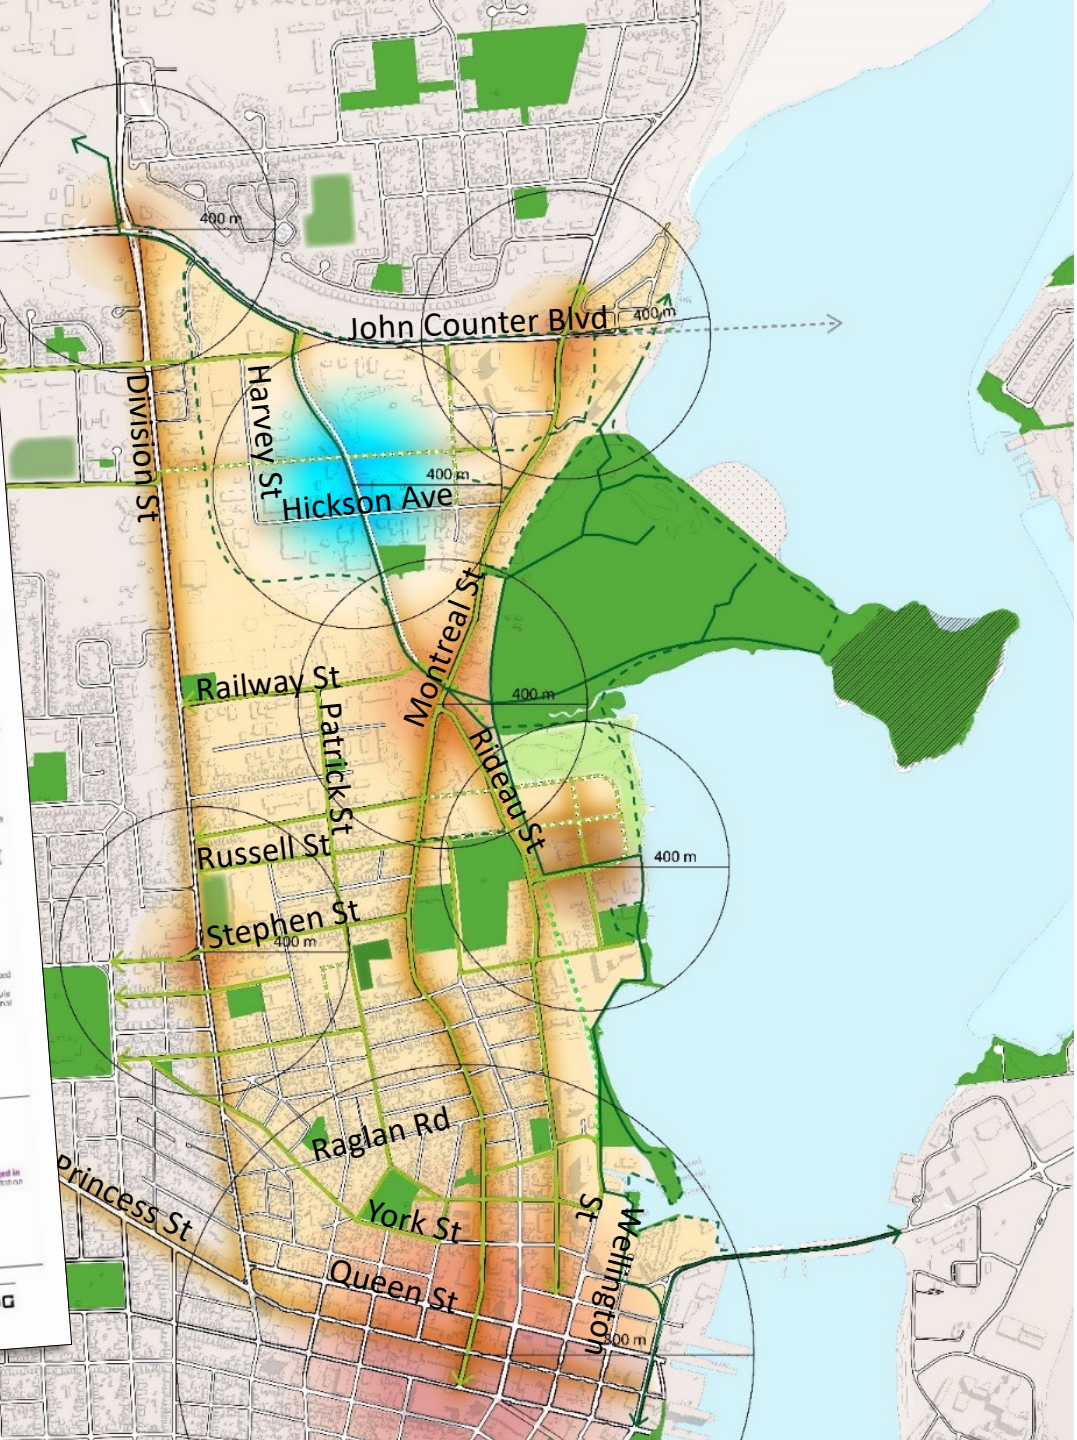 400 m
John Counter Blvd
400 m
Division St
Harvey St
400 m
Hickson Ave
Montreal St
Railway St
400 m
Patrick St
Rideau St
Russell St
400 m
Stephen St
400 m
Raglan Rd
Princess St
York St
Wellington St
Queen St